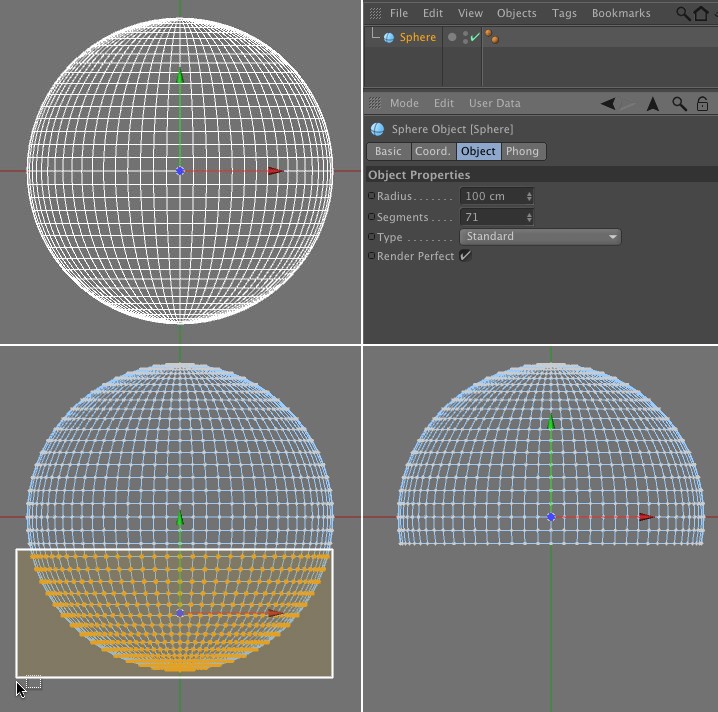 File Edit View Objects Tags Bookmarks
Sphere
Mode Edit User Data
Sphere Object [Sphere]
Basic Coord. Object Phong
Object Properties
Radius....... 100 cm
Segments .... 71
Type ........ Standard
Render Perfect